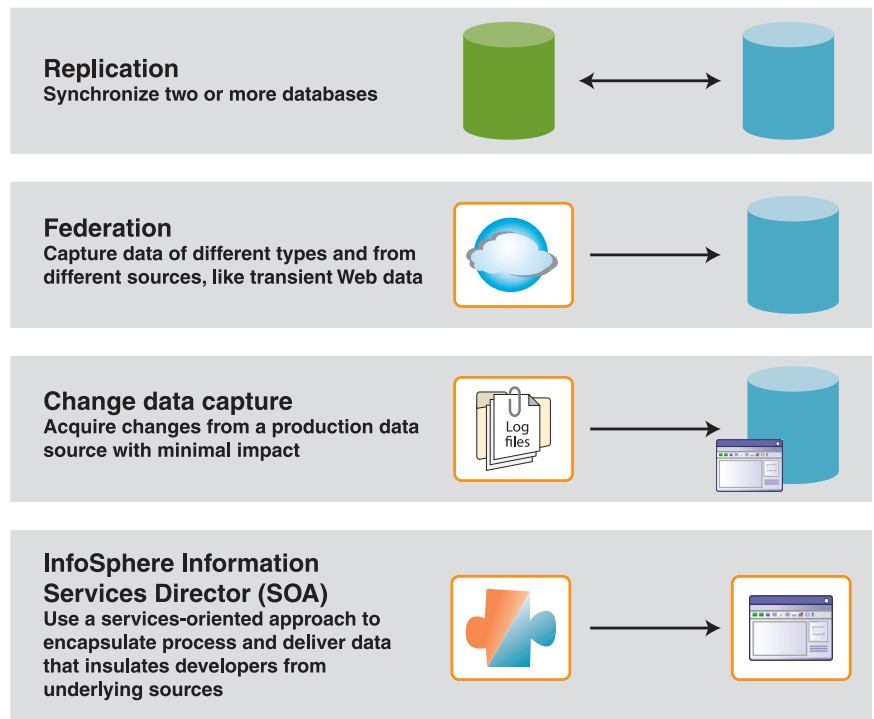 Replication
Synchronize two or more databases
Federation
Capture data of different types and from
different sources, like transient Web data
Change data capture
Acquire changes from a production data
source with minimal impact
Log
files
InfoSphere Information
Services Director (SOA)
Use a services-oriented approach to
encapsulate process and deliver data
that insulates developers from
underlying sources